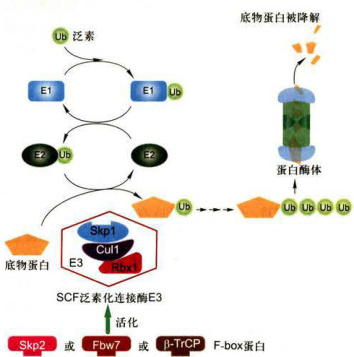 Ub 泛素
底物蛋白被降解
E1
E1 Ub
E2 Ub
E2
蛋白酶体
Ub
Ub Ub Ub Ub
Skp1
Cul1
E3
Rbx1
底物蛋白
SCF泛素化连接酶E3
活化
Skp2 或 Fbw7 或 β-TrCP F-box蛋白